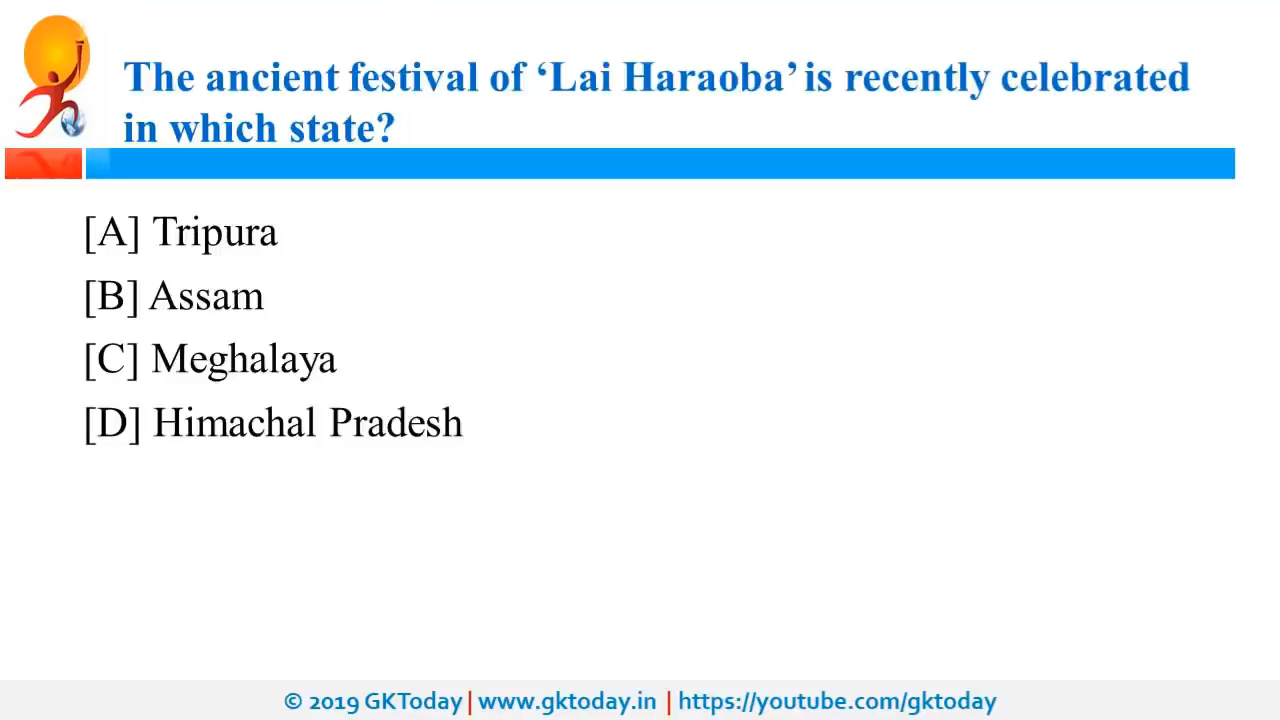 The ancient festival of ‘Lai Haraoba’ is recently celebrated
in which state?
[A] Tripura
[B] Assam
[C] Meghalaya
[D] Himachal Pradesh
© 2019 GKToday | www.gktoday.in | https://youtube.com/gktoday